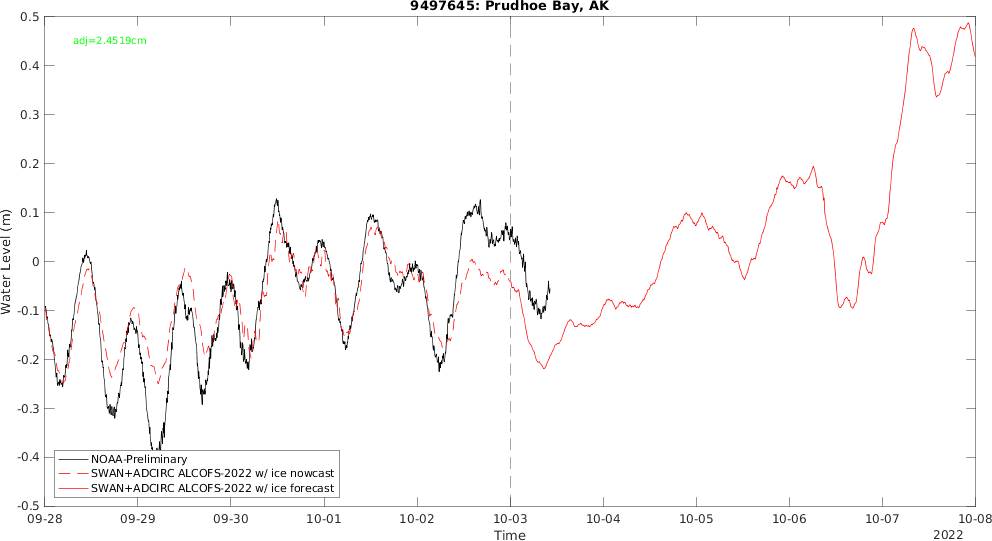 9497645: Prudhoe Bay, AK
adj=2.4519cm
0.5
0.4
0.3
0.2
0.1
0
-0.1
-0.2
-0.3
-0.4
-0.5
Water Level (m)
NOAA-Preliminary
SWAN+ADCIRC ALCOFS-2022 w/ ice nowcast
SWAN+ADCIRC ALCOFS-2022 w/ ice forecast
09-28 09-29 09-30 10-01 10-02 10-03 10-04 10-05 10-06 10-07 10-08
Time
2022